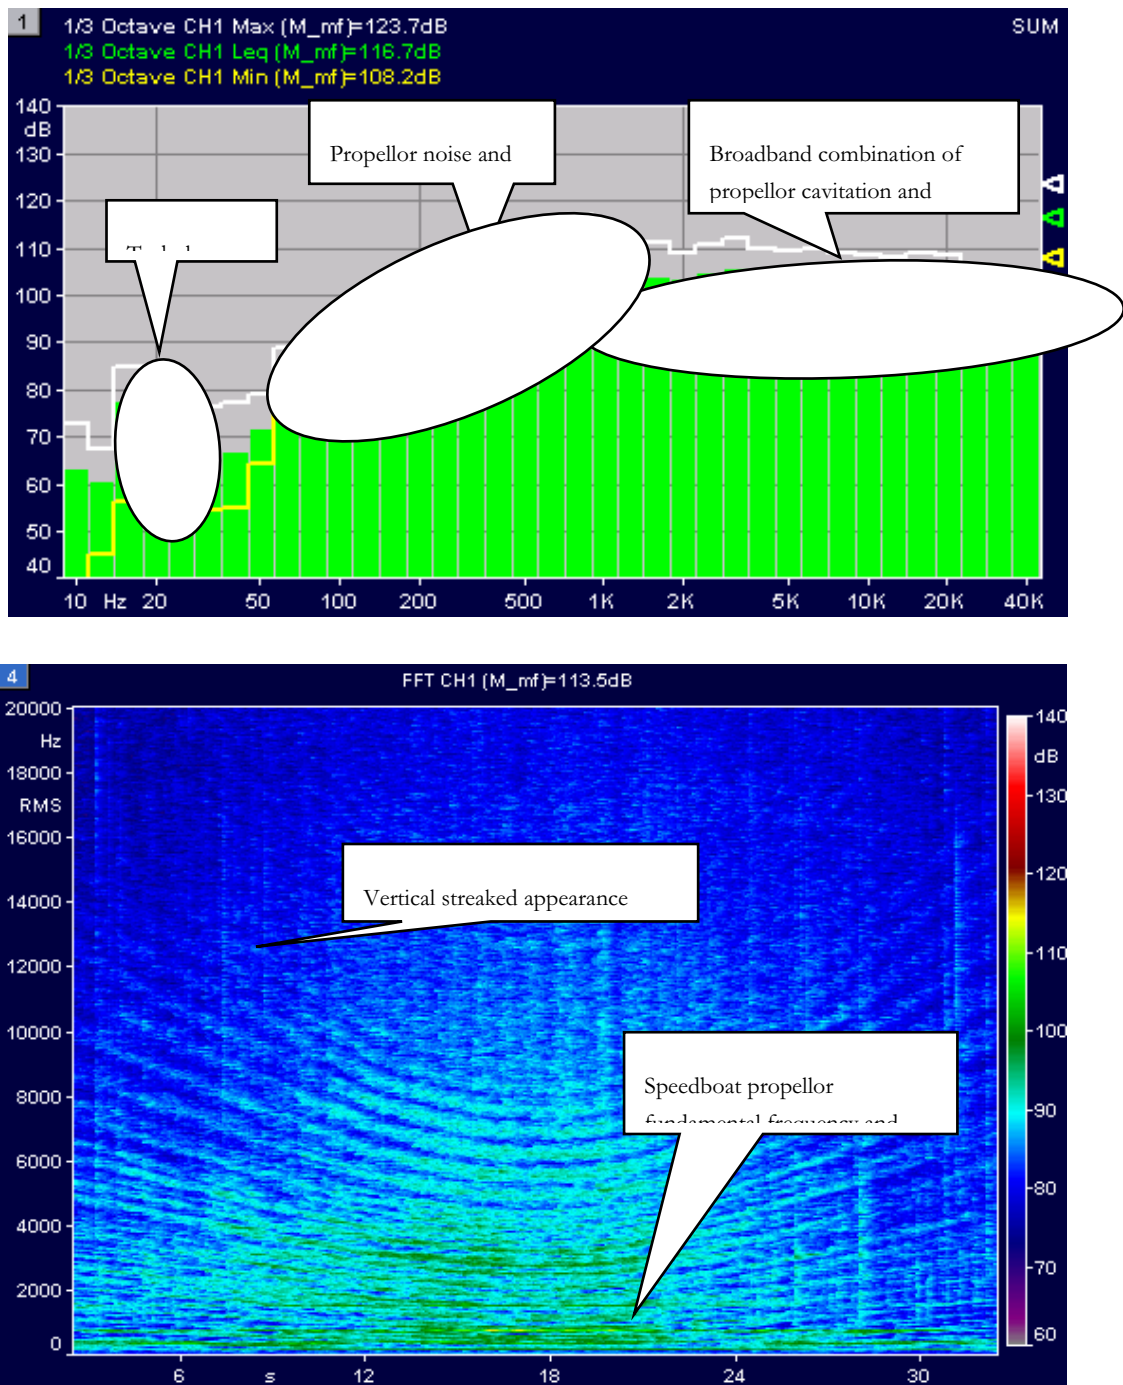 1
1/3 Octave CH1 Max (M_mf)=123.7dB
SUM
1/3 Octave CH1 Leq (M_mf)=116.7dB
1/3 Octave CH1 Min (M_mf)=108.2dB
140
dB
130
120
110
100
90
80
70
60
50
40
Propellor noise and
Broadband combination of
propellor cavitation and
10 Hz 20 50 100 200 500 1K 2K 5K 10K 20K 40K
4
FFT CH1 (M_mf)=113.5dB
20000
Hz
18000
RMS
16000
14000
12000
10000
8000
6000
4000
2000
0
Vertical streaked appearance
Speedboat propellor
fundamental frequency and
140
dB
130
120
110
100
90
80
70
60
6 s 12 18 24 30